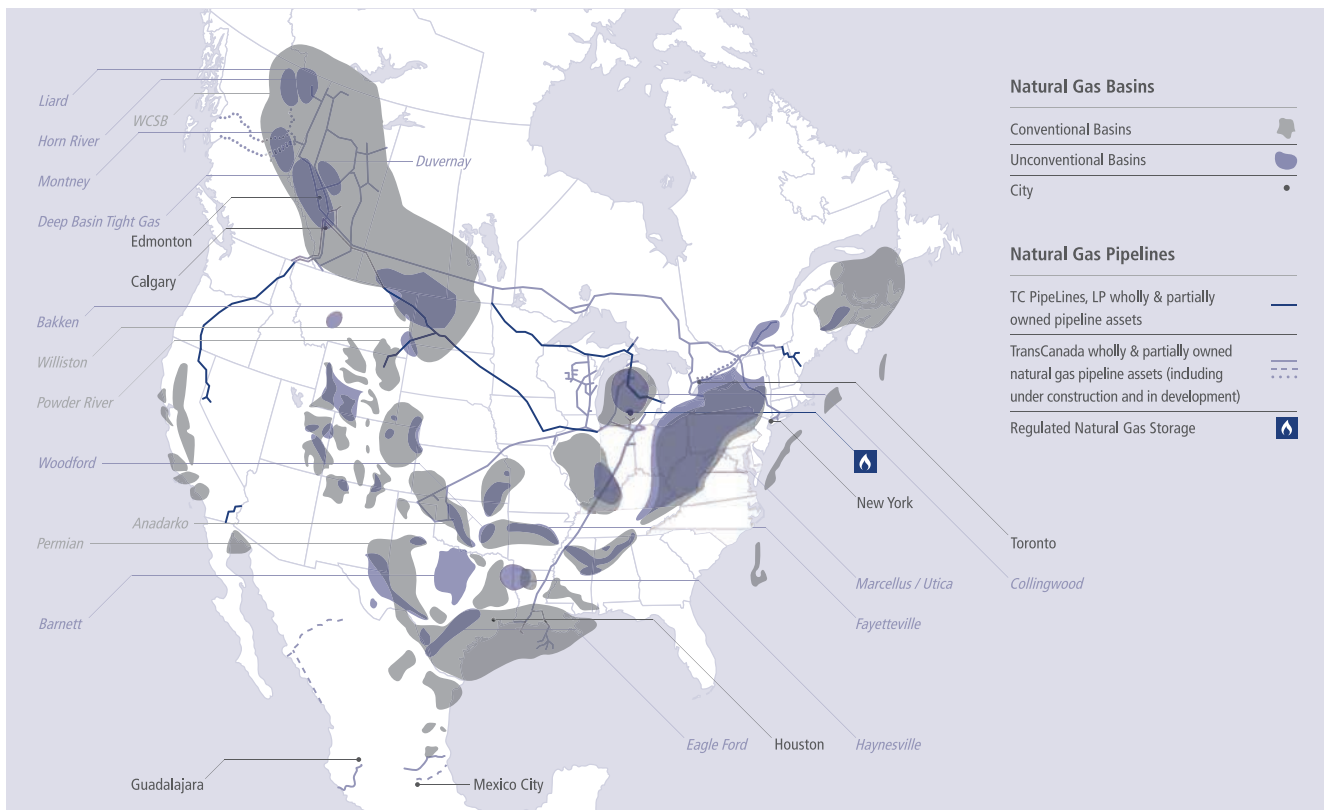 Liard
WCSB
Horn River
Duvernay
Montney
Deep Basin Tight Gas
Edmonton
Calgary
Bakken
Williston
Powder River
Woodford
Anadarko
Permian
Barnett
Guadalajara
Mexico City
Eagle Ford
Houston
Haynesville
Fayetteville
Marcellus / Utica
Collingwood
Toronto
New York
Natural Gas Basins
Conventional Basins
Unconventional Basins
City
Natural Gas Pipelines
TC PipeLines, LP wholly & partially
owned pipeline assets
TransCanada wholly & partially owned
natural gas pipeline assets (including
under construction and in development)
Regulated Natural Gas Storage